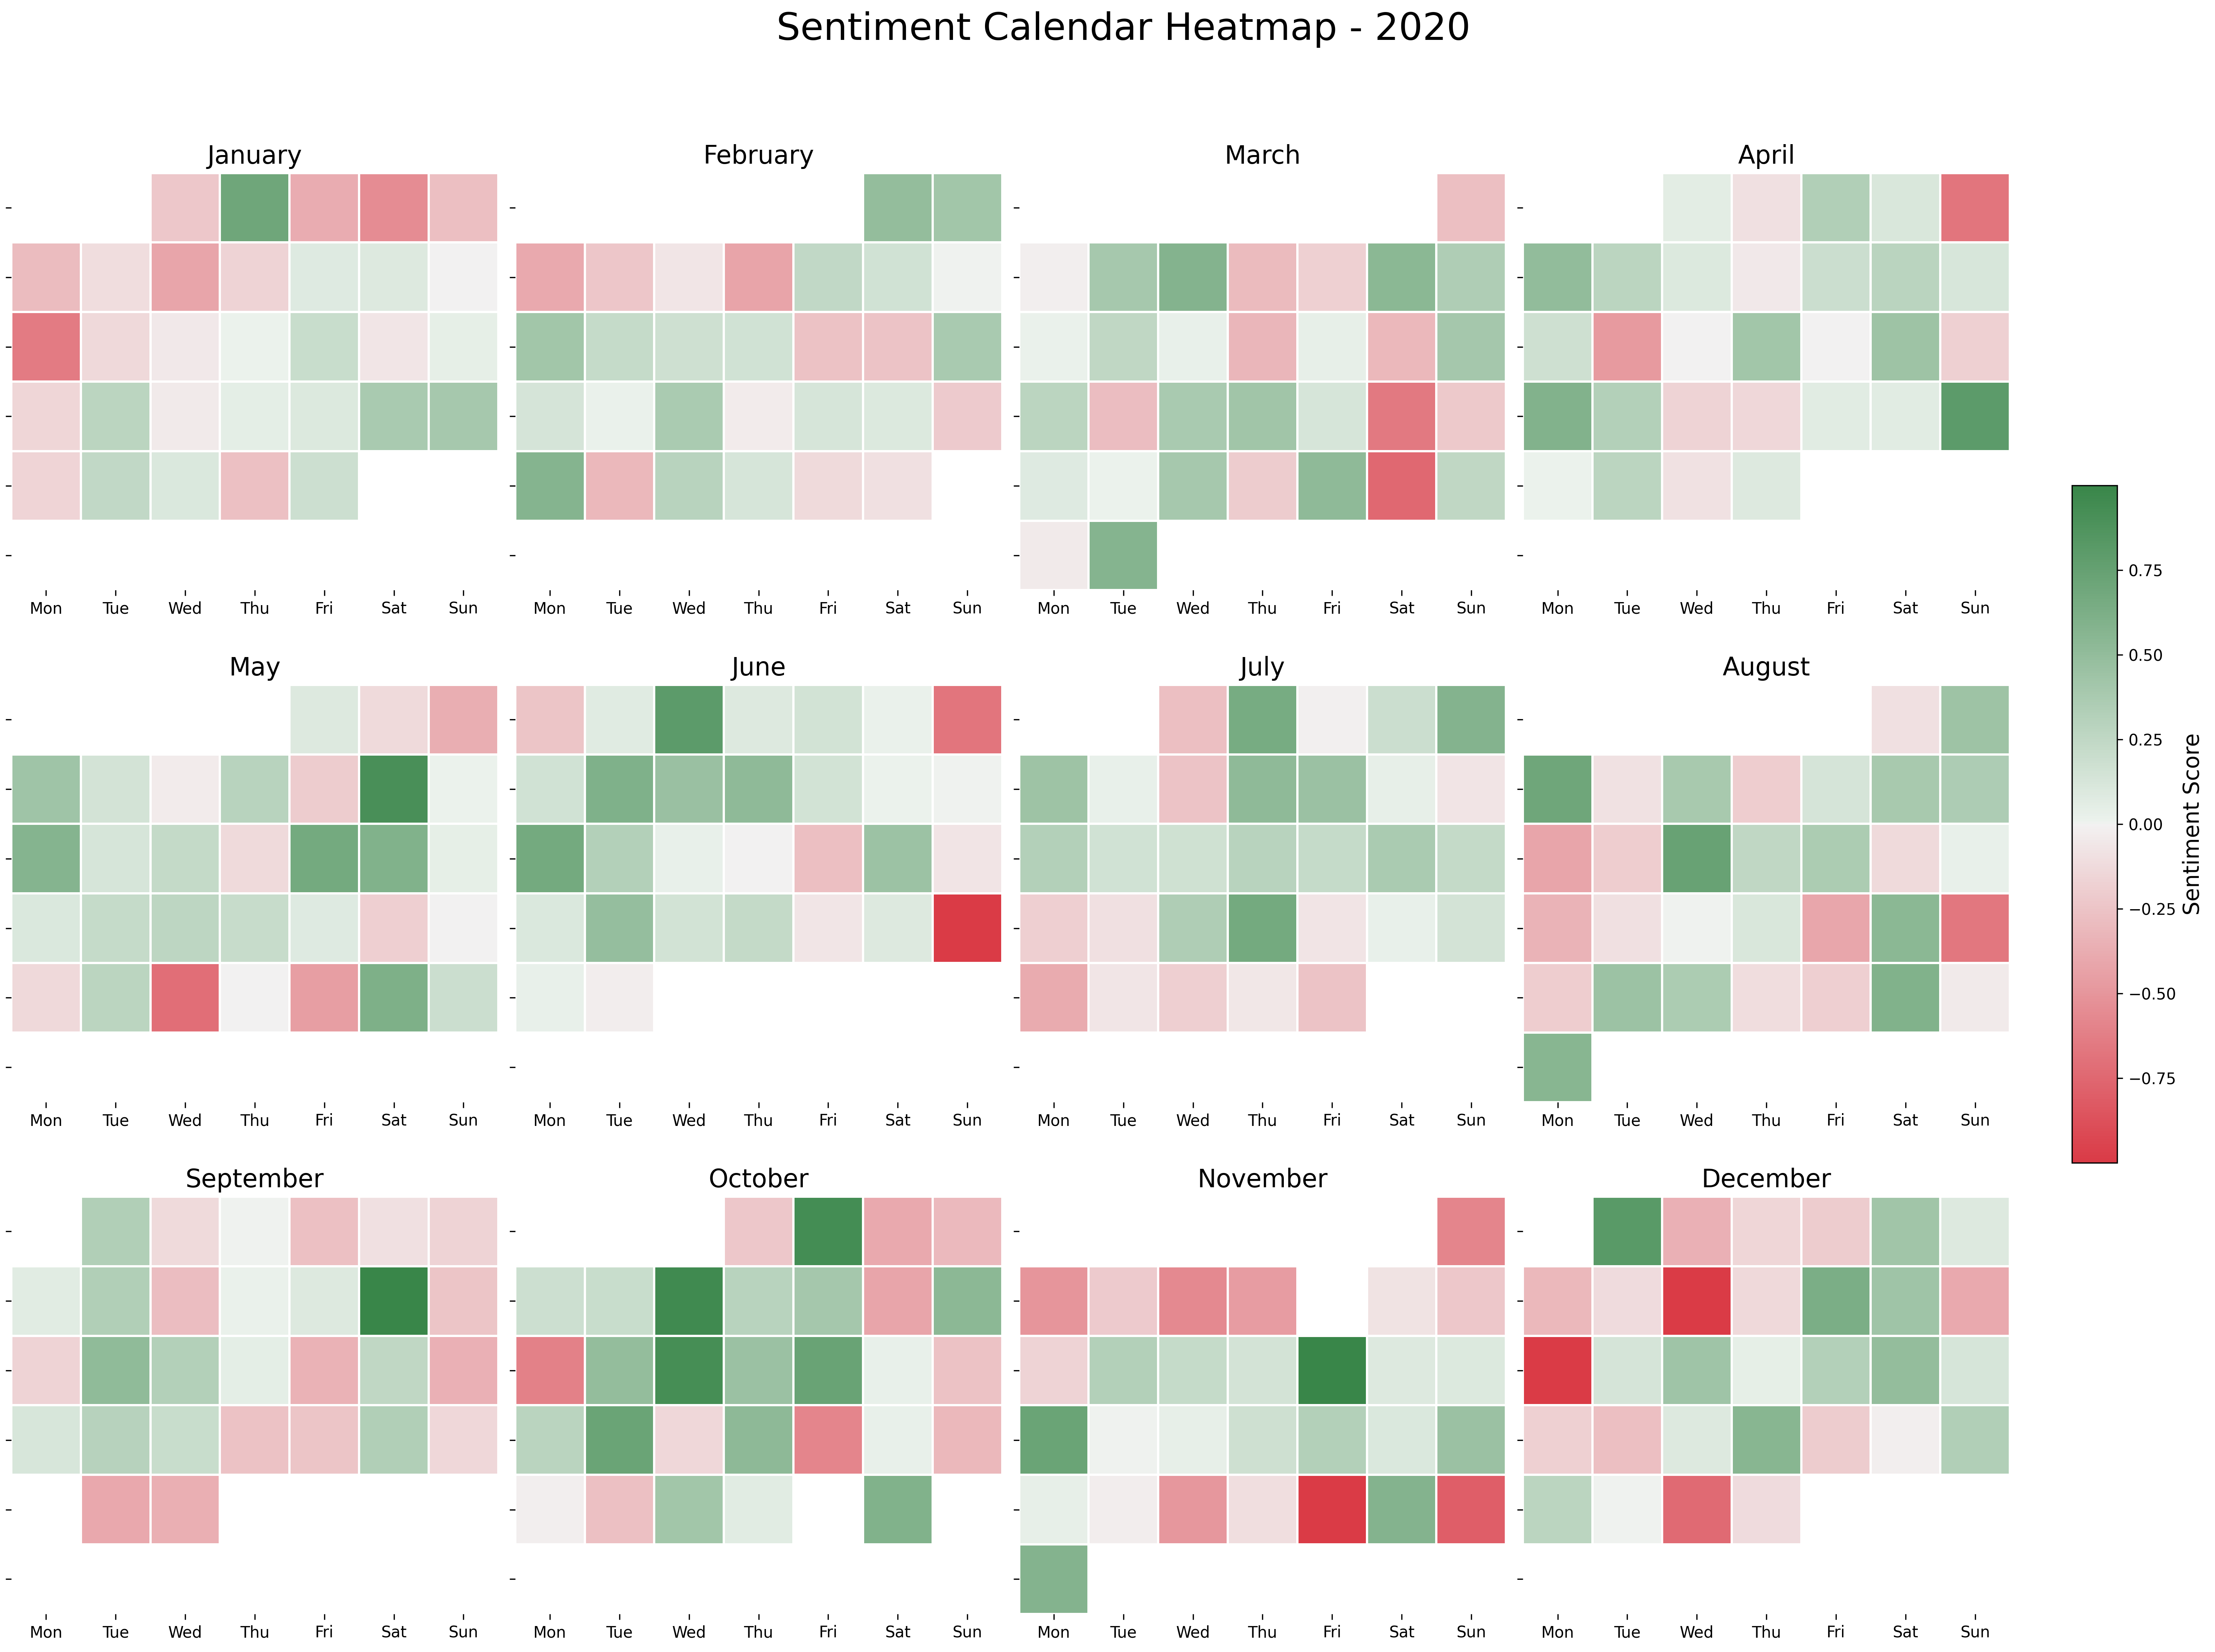 Sentiment Calendar Heatmap - 2020
January
February
March
April
Mon Tue Wed Thu Fri Sat Sun
Mon Tue Wed Thu Fri Sat Sun
Mon Tue Wed Thu Fri Sat Sun
Mon Tue Wed Thu Fri Sat Sun
May
June
July
August
Mon Tue Wed Thu Fri Sat Sun
Mon Tue Wed Thu Fri Sat Sun
Mon Tue Wed Thu Fri Sat Sun
Mon Tue Wed Thu Fri Sat Sun
September
October
November
December
Mon Tue Wed Thu Fri Sat Sun
Mon Tue Wed Thu Fri Sat Sun
Mon Tue Wed Thu Fri Sat Sun
Mon Tue Wed Thu Fri Sat Sun
0.75
0.50
0.25
0.00
−0.25
−0.50
−0.75
Sentiment Score